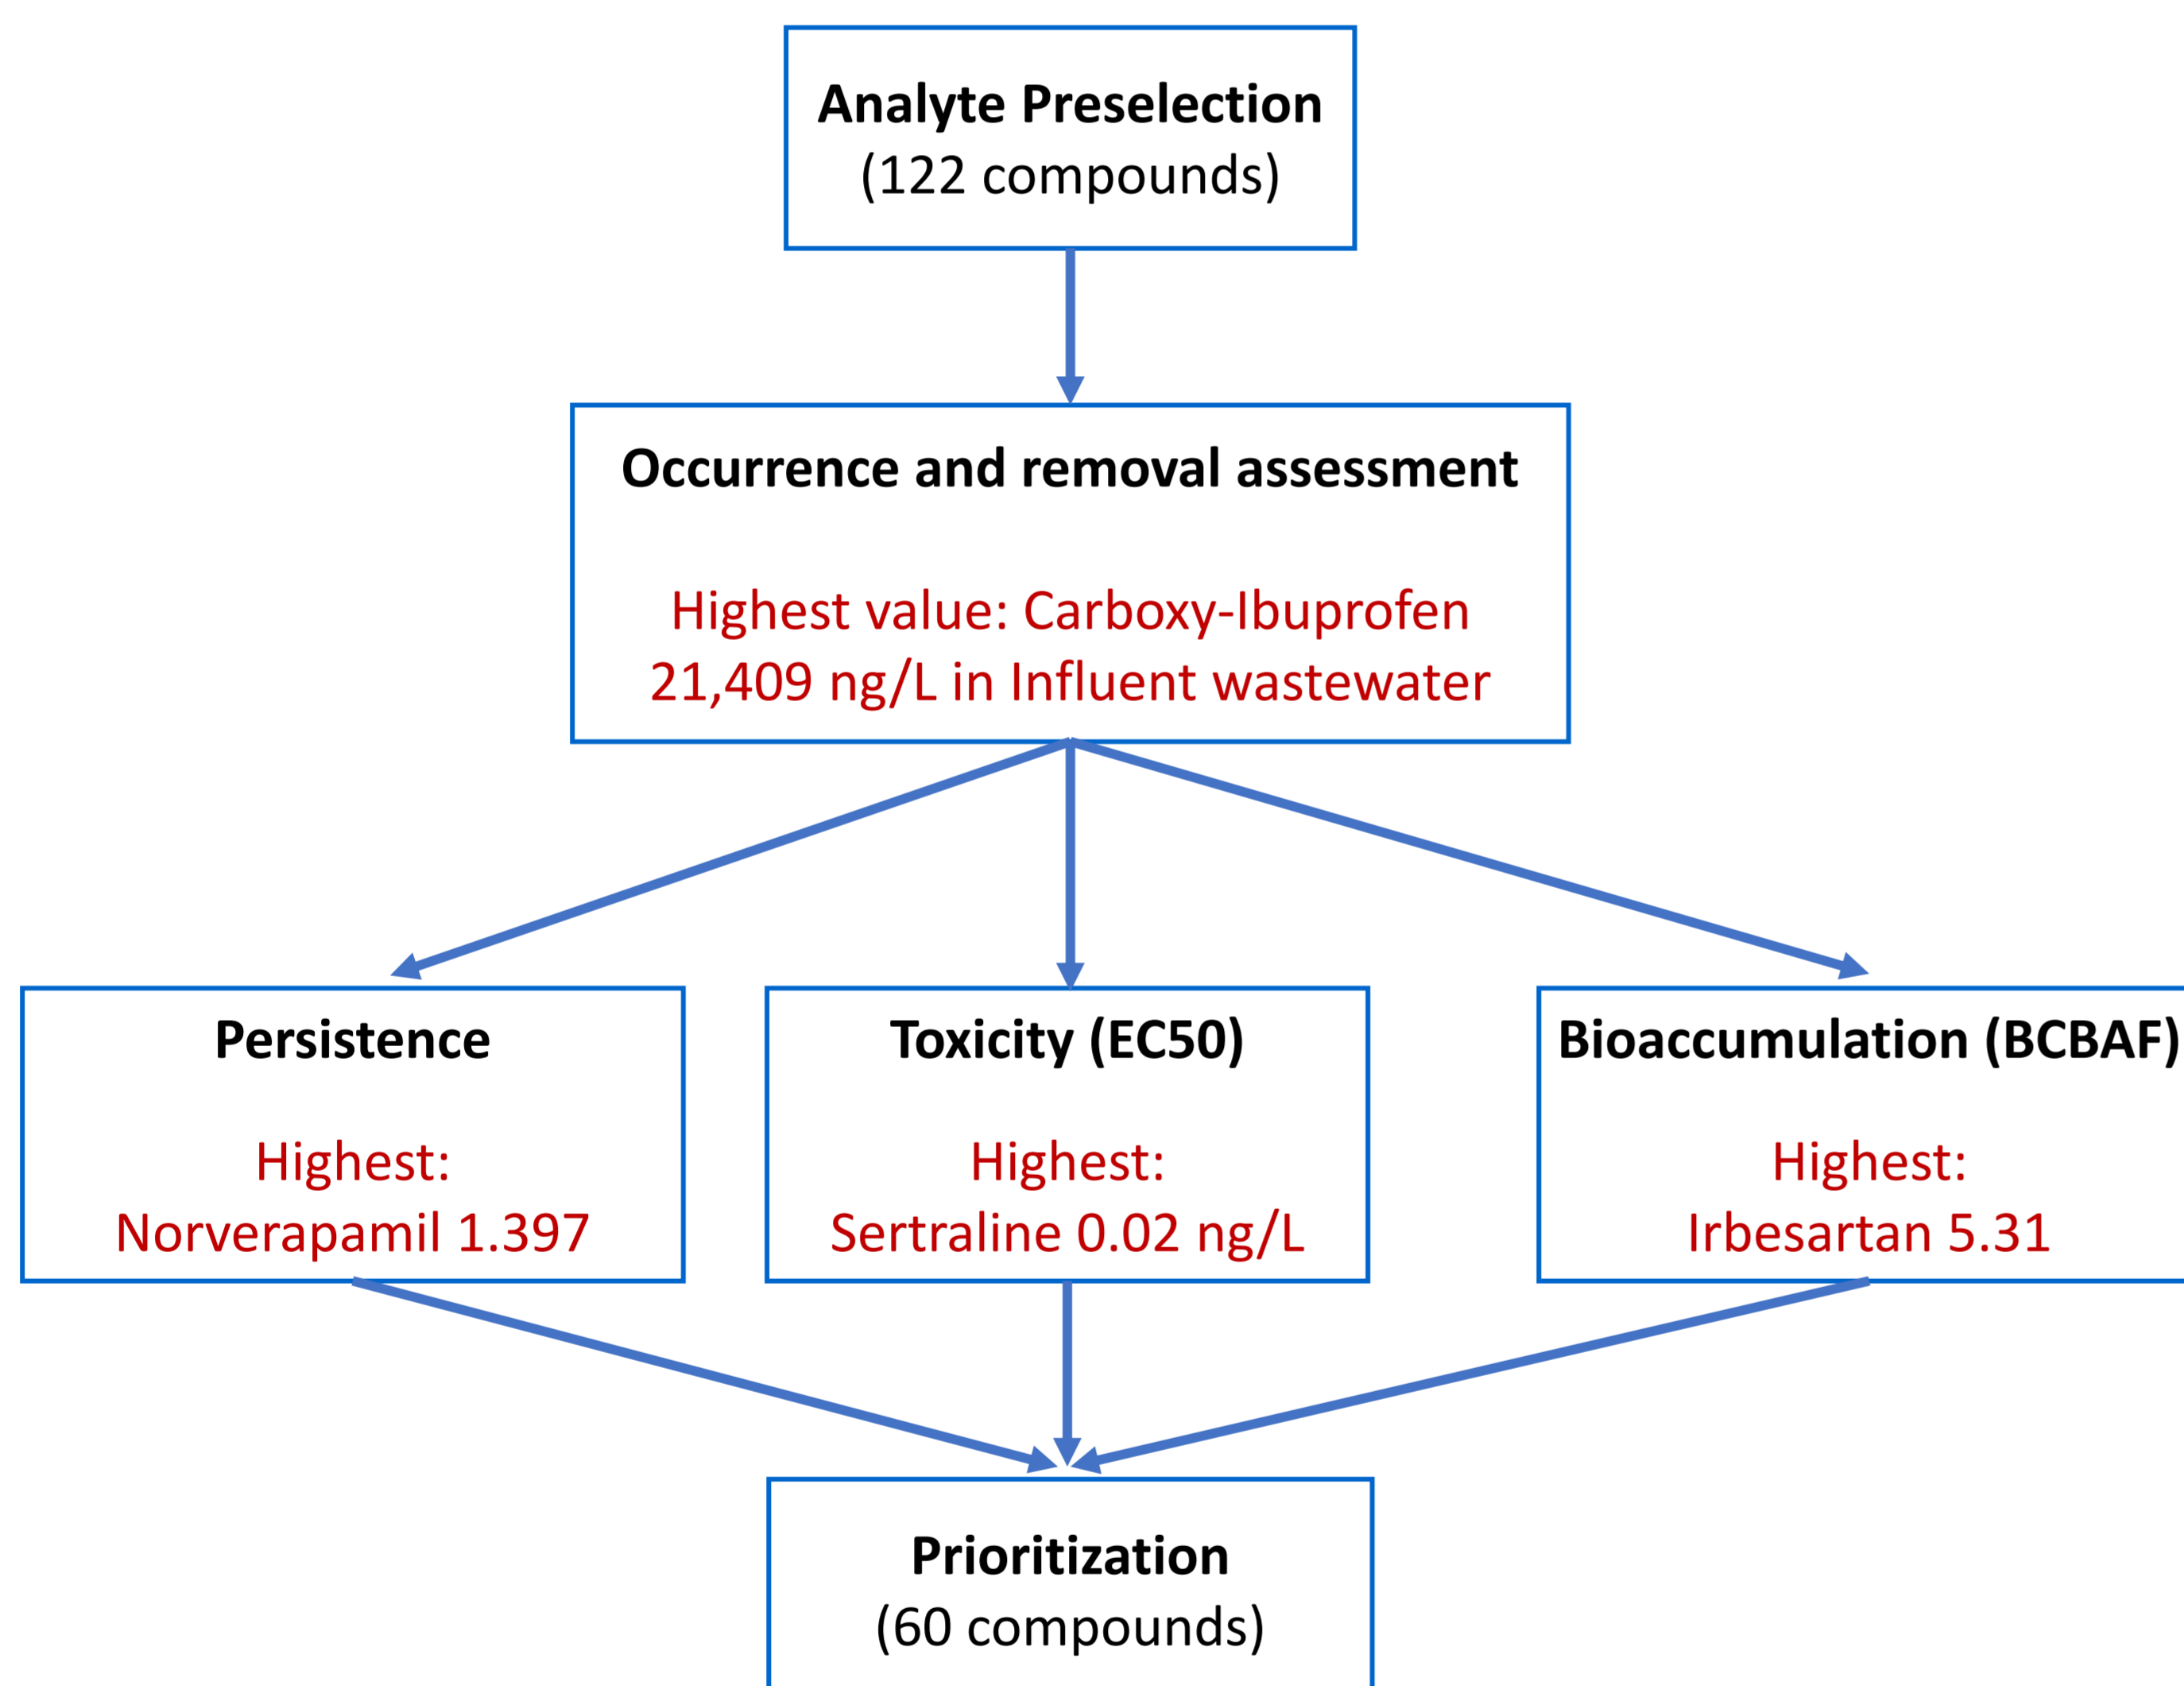 Analyte Preselection
(122 compounds)
Occurrence and removal assessment
Highest value: Carboxy-Ibuprofen
21,409 ng/L in Influent wastewater
Persistence
Highest:
Norverapamil 1.397
Toxicity (EC50)
Highest:
Sertraline 0.02 ng/L
Bioaccumulation (BCBAF)
Highest:
Irbesartan 5.31
Prioritization
(60 compounds)